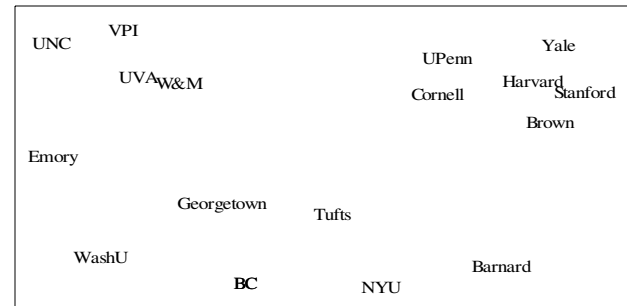 VPI
UNC
Yale
UPenn
UVA
W&M
Harvard
Stanford
Cornell
Brown
Emory
Georgetown
Tufts
WashU
Barnard
BC
NYU